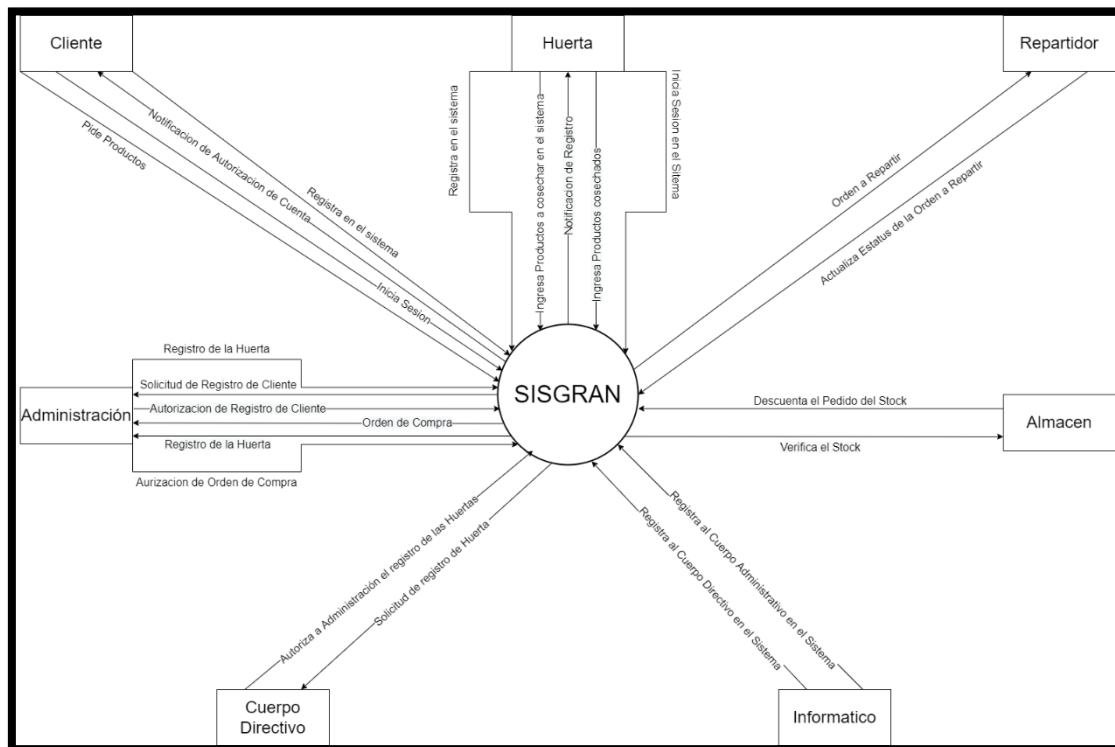 Cliente
Huerta
Repartidor
Notificacion de Autorizacion de Cuenta
Pide Productos
Registra en el sistema
Inicia Sesion
Registra en el sistema
Ingresa Productos a cosechar en el sistema
Notificacion de Registro
Ingresa Productos cosechados
Inicia Sesion en el Sitema
Orden a Repartir
Actualiza Estatus de la Orden a Repartir
Registro de la Huerta
Solicitud de Registro de Cliente
Administración
Autorizacion de Registro de Cliente
Orden de Compra
Registro de la Huerta
Aurizacion de Orden de Compra
SISGRAN
Descuenta el Pedido del Stock
Almacen
Verifica el Stock
Autoriza a Administración el registro de las Huertas
Solicitud de registro de Huerta
Registra al Cuerpo Directivo en el Sistema
Registra al Cuerpo Administrativo en el Sistema
Cuerpo
Directivo
Informatico